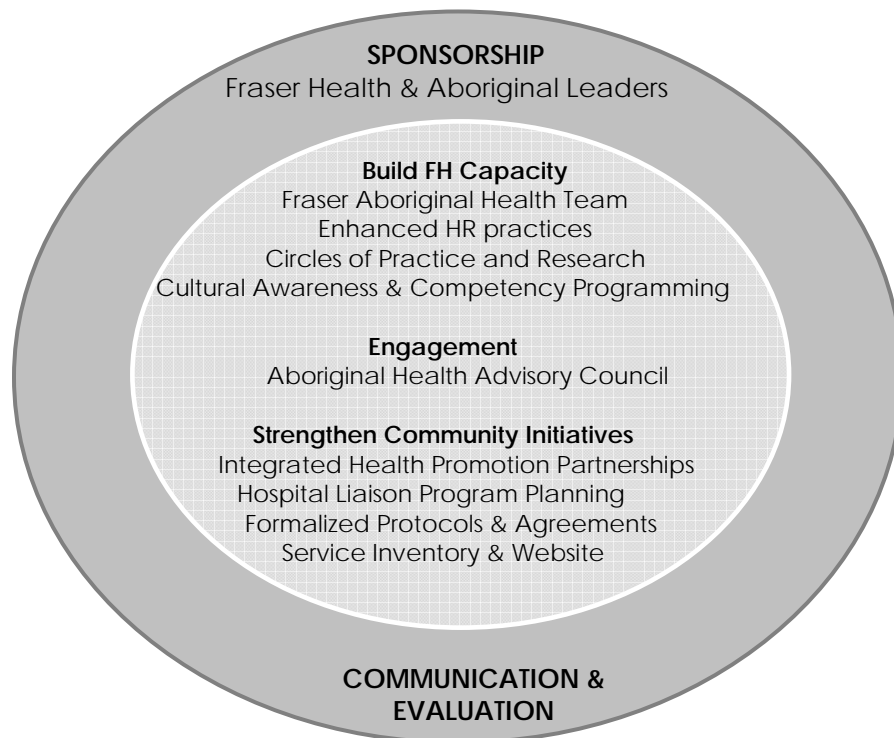 SPONSORSHIP
Fraser Health & Aboriginal Leaders
Build FH Capacity
Fraser Aboriginal Health Team
Enhanced HR practices
Circles of Practice and Research
Cultural Awareness & Competency Programming
Engagement
Aboriginal Health Advisory Council
Strengthen Community Initiatives
Integrated Health Promotion Partnerships
Hospital Liaison Program Planning
Formalized Protocols & Agreements
Service Inventory & Website
COMMUNICATION &
EVALUATION